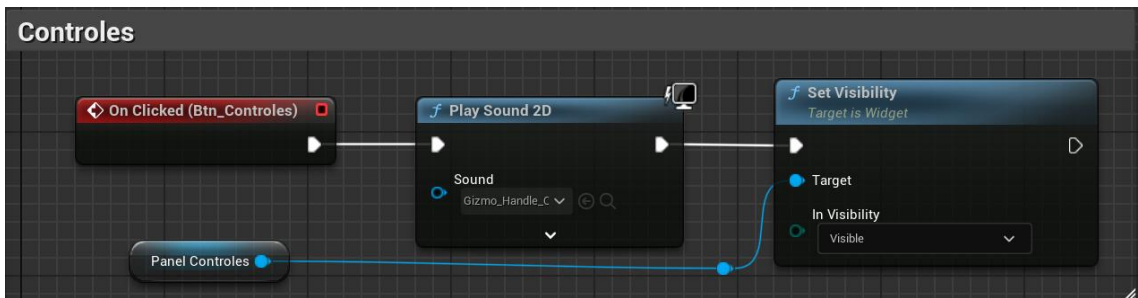 Controles
On Clicked (Btn_Controles)
f Play Sound 2D
Sound
Gizmo_Handle_C
f Set Visibility
Target is Widget
Target
In Visibility
Visible
Panel Controles